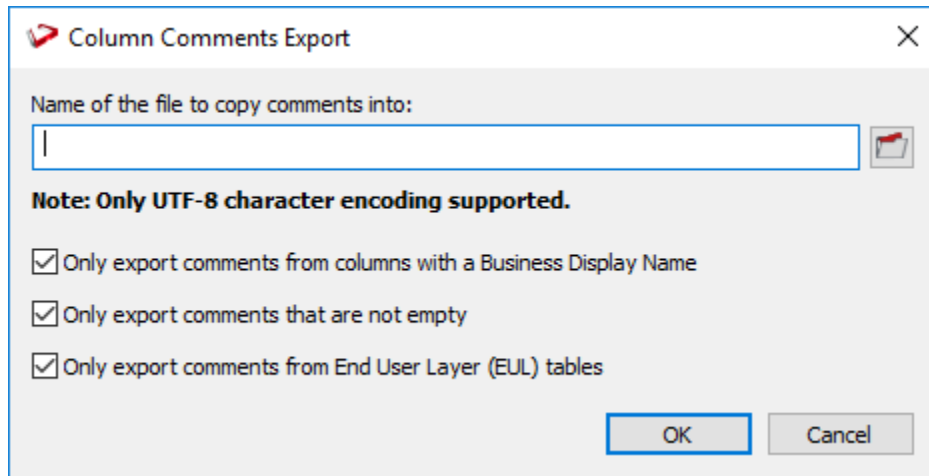 Column Comments Export
Name of the file to copy comments into:
Note: Only UTF-8 character encoding supported.
Only export comments from columns with a Business Display Name
Only export comments that are not empty
Only export comments from End User Layer (EUL) tables
OK Cancel